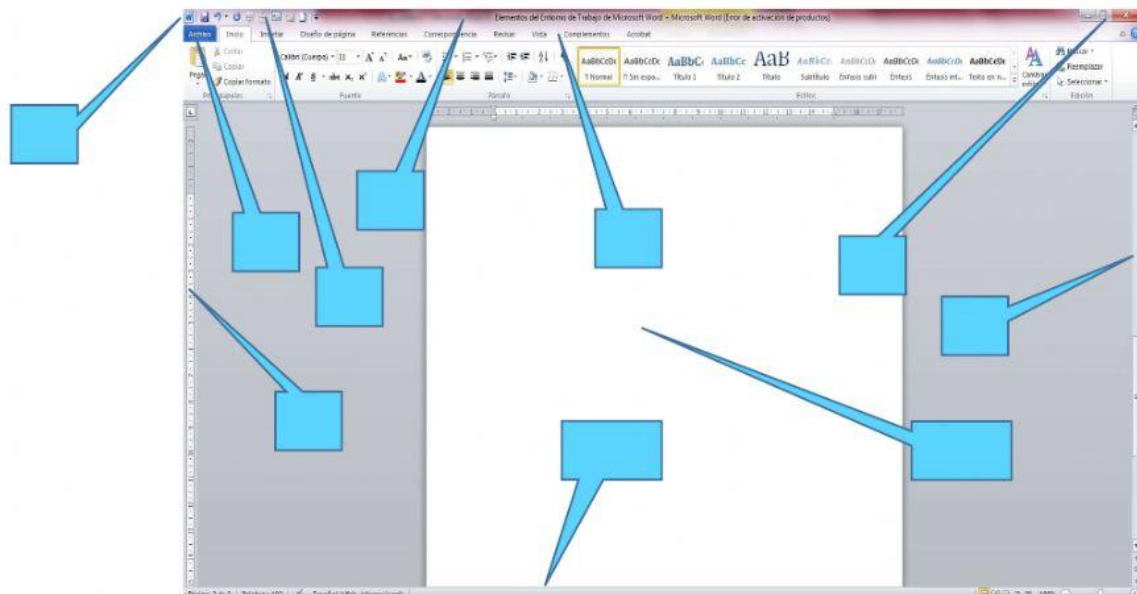 Elementos del Entorno de Trabajo de Microsoft Word - Microsoft Word (Error de activación de productos)
Archivo Inicio Insertar Diseño de página Referencias Correspondencia Revisar Vista Complementos Acrobat
Cortar
Copiar
Copiar formato
Calibri (Cuerpo) 11
AaBbCcDc AaBbCcDc AaBbC AaBbCc AaB AaBbCc AaBbCcDc AaBbCcDc AaBbCcDc AaBbCcDc
¶ Normal ¶ Sin espa... Título 1 Título 2 Título Subtítulo Énfasis sutil Énfasis Énfasis int... Texto en n...
Cambiar
Buscar
Reemplazar
Seleccionar
Fuente Párrafo Estilos Edición